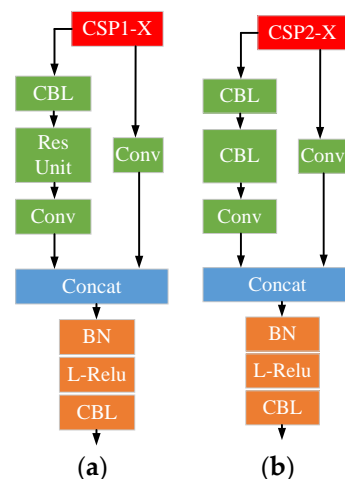 CSP1-X
CBL
Res
Unit
Conv
Conv
Concat
BN
L-Relu
CBL
(a)
CSP2-X
CBL
CBL
Conv
Conv
Concat
BN
L-Relu
CBL
(b)